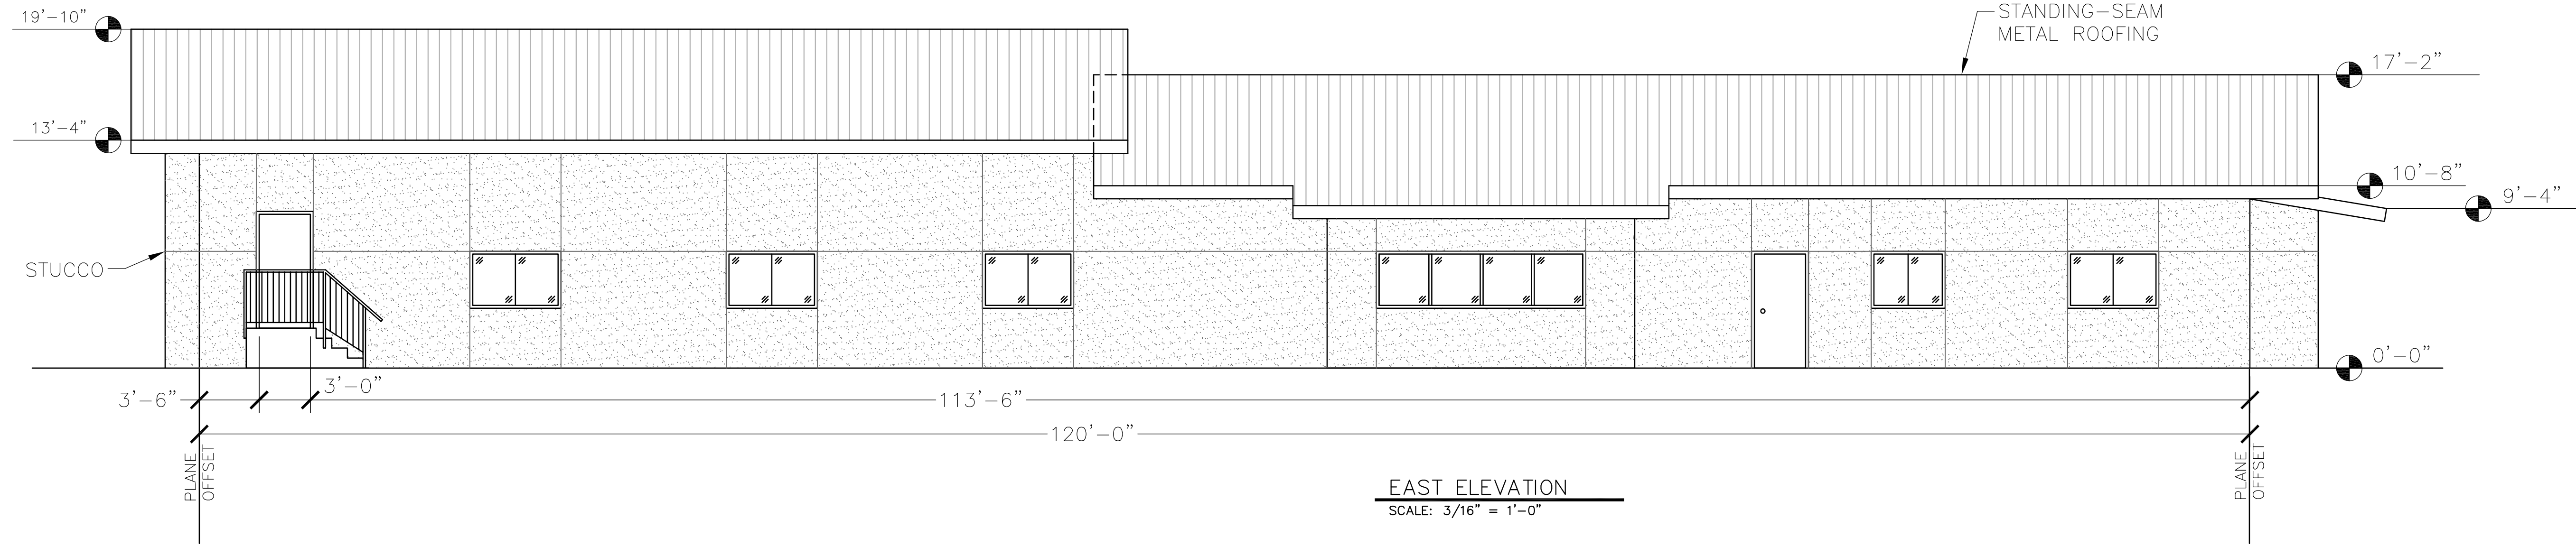 19'-10"
STANDING-SEAM
METAL ROOFING
17'-2"
13'-4"
10'-8"
9'-4"
STUCCO
0'-0"
3'-6"
3'-0"
113'-6"
120'-0"
PLANE
OFFSET
PLANE
OFFSET
EAST ELEVATION
SCALE: 3/16" = 1'-0"